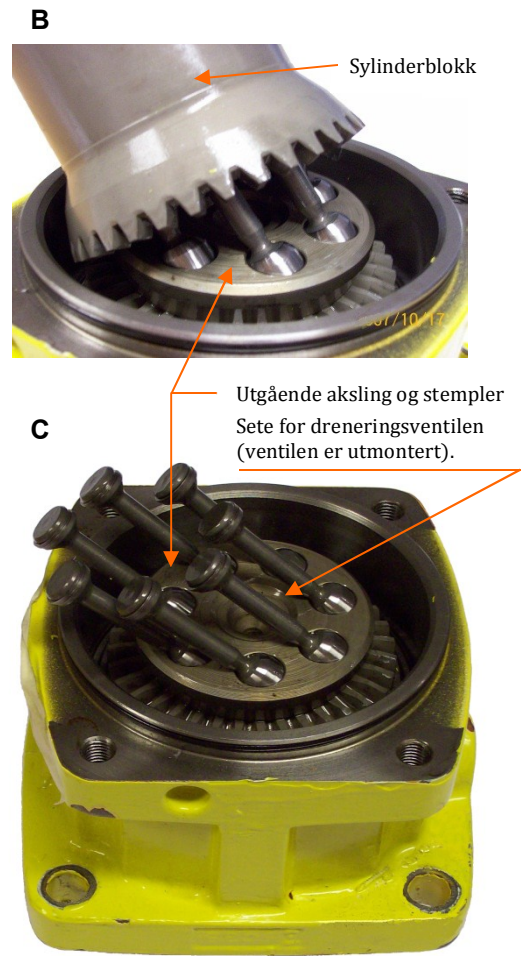 B
Sylinderblokk
Utgående aksling og stempler
Sete for dreneringsventilen
(ventilen er utmontert).
C